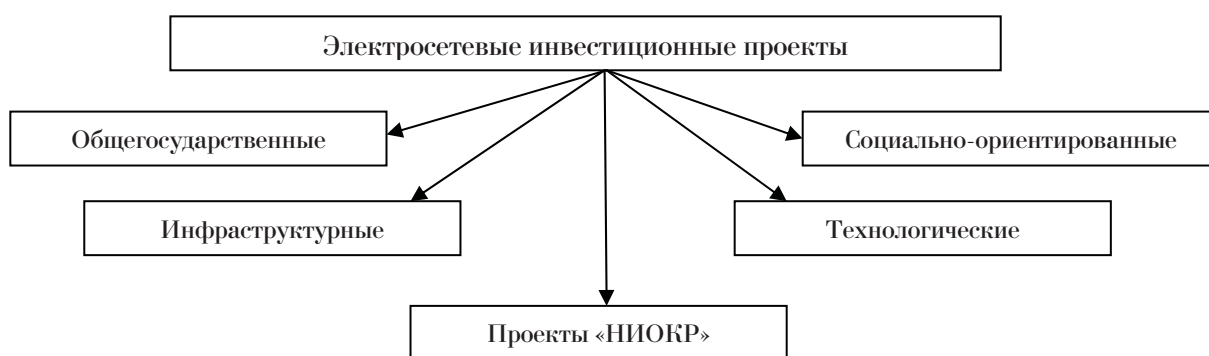 Электросетевые инвестиционные проекты
Общегосударственные
Социально-ориентированные
Инфраструктурные
Технологические
Проекты «НИОКР»